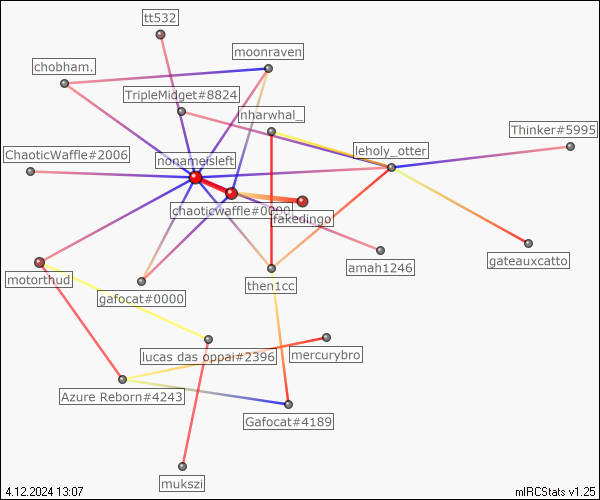 tt532
moonraven
chobham.
TripleMidget#8824
nharwhal_
Thinker#5995
leholy_otter
ChaoticWaffle#2006
nonameisleft
chaoticwaffle#0000
fakedingo
amah1246
gateauxcatto
motorthud
gafocat#0000
then1cc
lucas das oppai#2396
mercurybro
Azure Reborn#4243
Gafocat#4189
mukszi
4.12.2024 13:07
mIRCStats v1.25